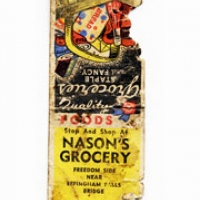 STAPLE
& FANCY
Groceries
Quality
FOODS
Stop And Shop At
NASON'S
GROCERY
FREEDOM SIDE
NEAR
EFFINGHAM FALLS
BRIDGE